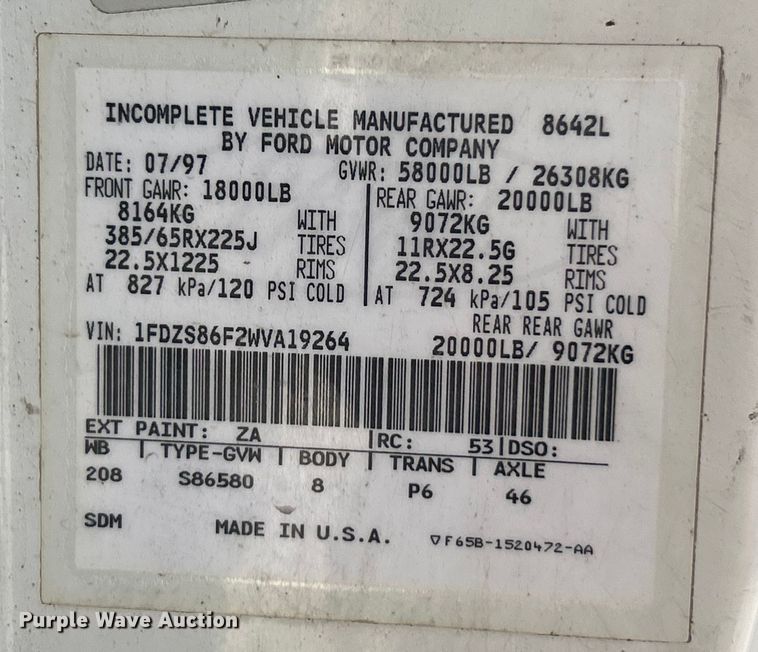 INCOMPLETE VEHICLE MANUFACTURED 8642L
BY FORD MOTOR COMPANY
DATE: 07/97 GVWR: 58000LB / 26308KG
FRONT GAWR: 18000LB REAR GAWR: 20000LB
8164KG WITH 9072KG WITH
385/65RX225J TIRES 11RX22.5G TIRES
22.5X1225 RIMS 22.5X8.25 RIMS
AT 827 kPa/120 PSI COLD AT 724 kPa/105 PSI COLD
REAR REAR GAWR
VIN: 1FDZS86F2WVA19264 20000LB/ 9072KG
EXT PAINT: ZA RC: 53 DSO:
WB TYPE-GVW BODY TRANS AXLE
208 S86580 8 P6 46
SDM MADE IN U.S.A. ▽F65B-1520472-AA
Purple Wave Auction